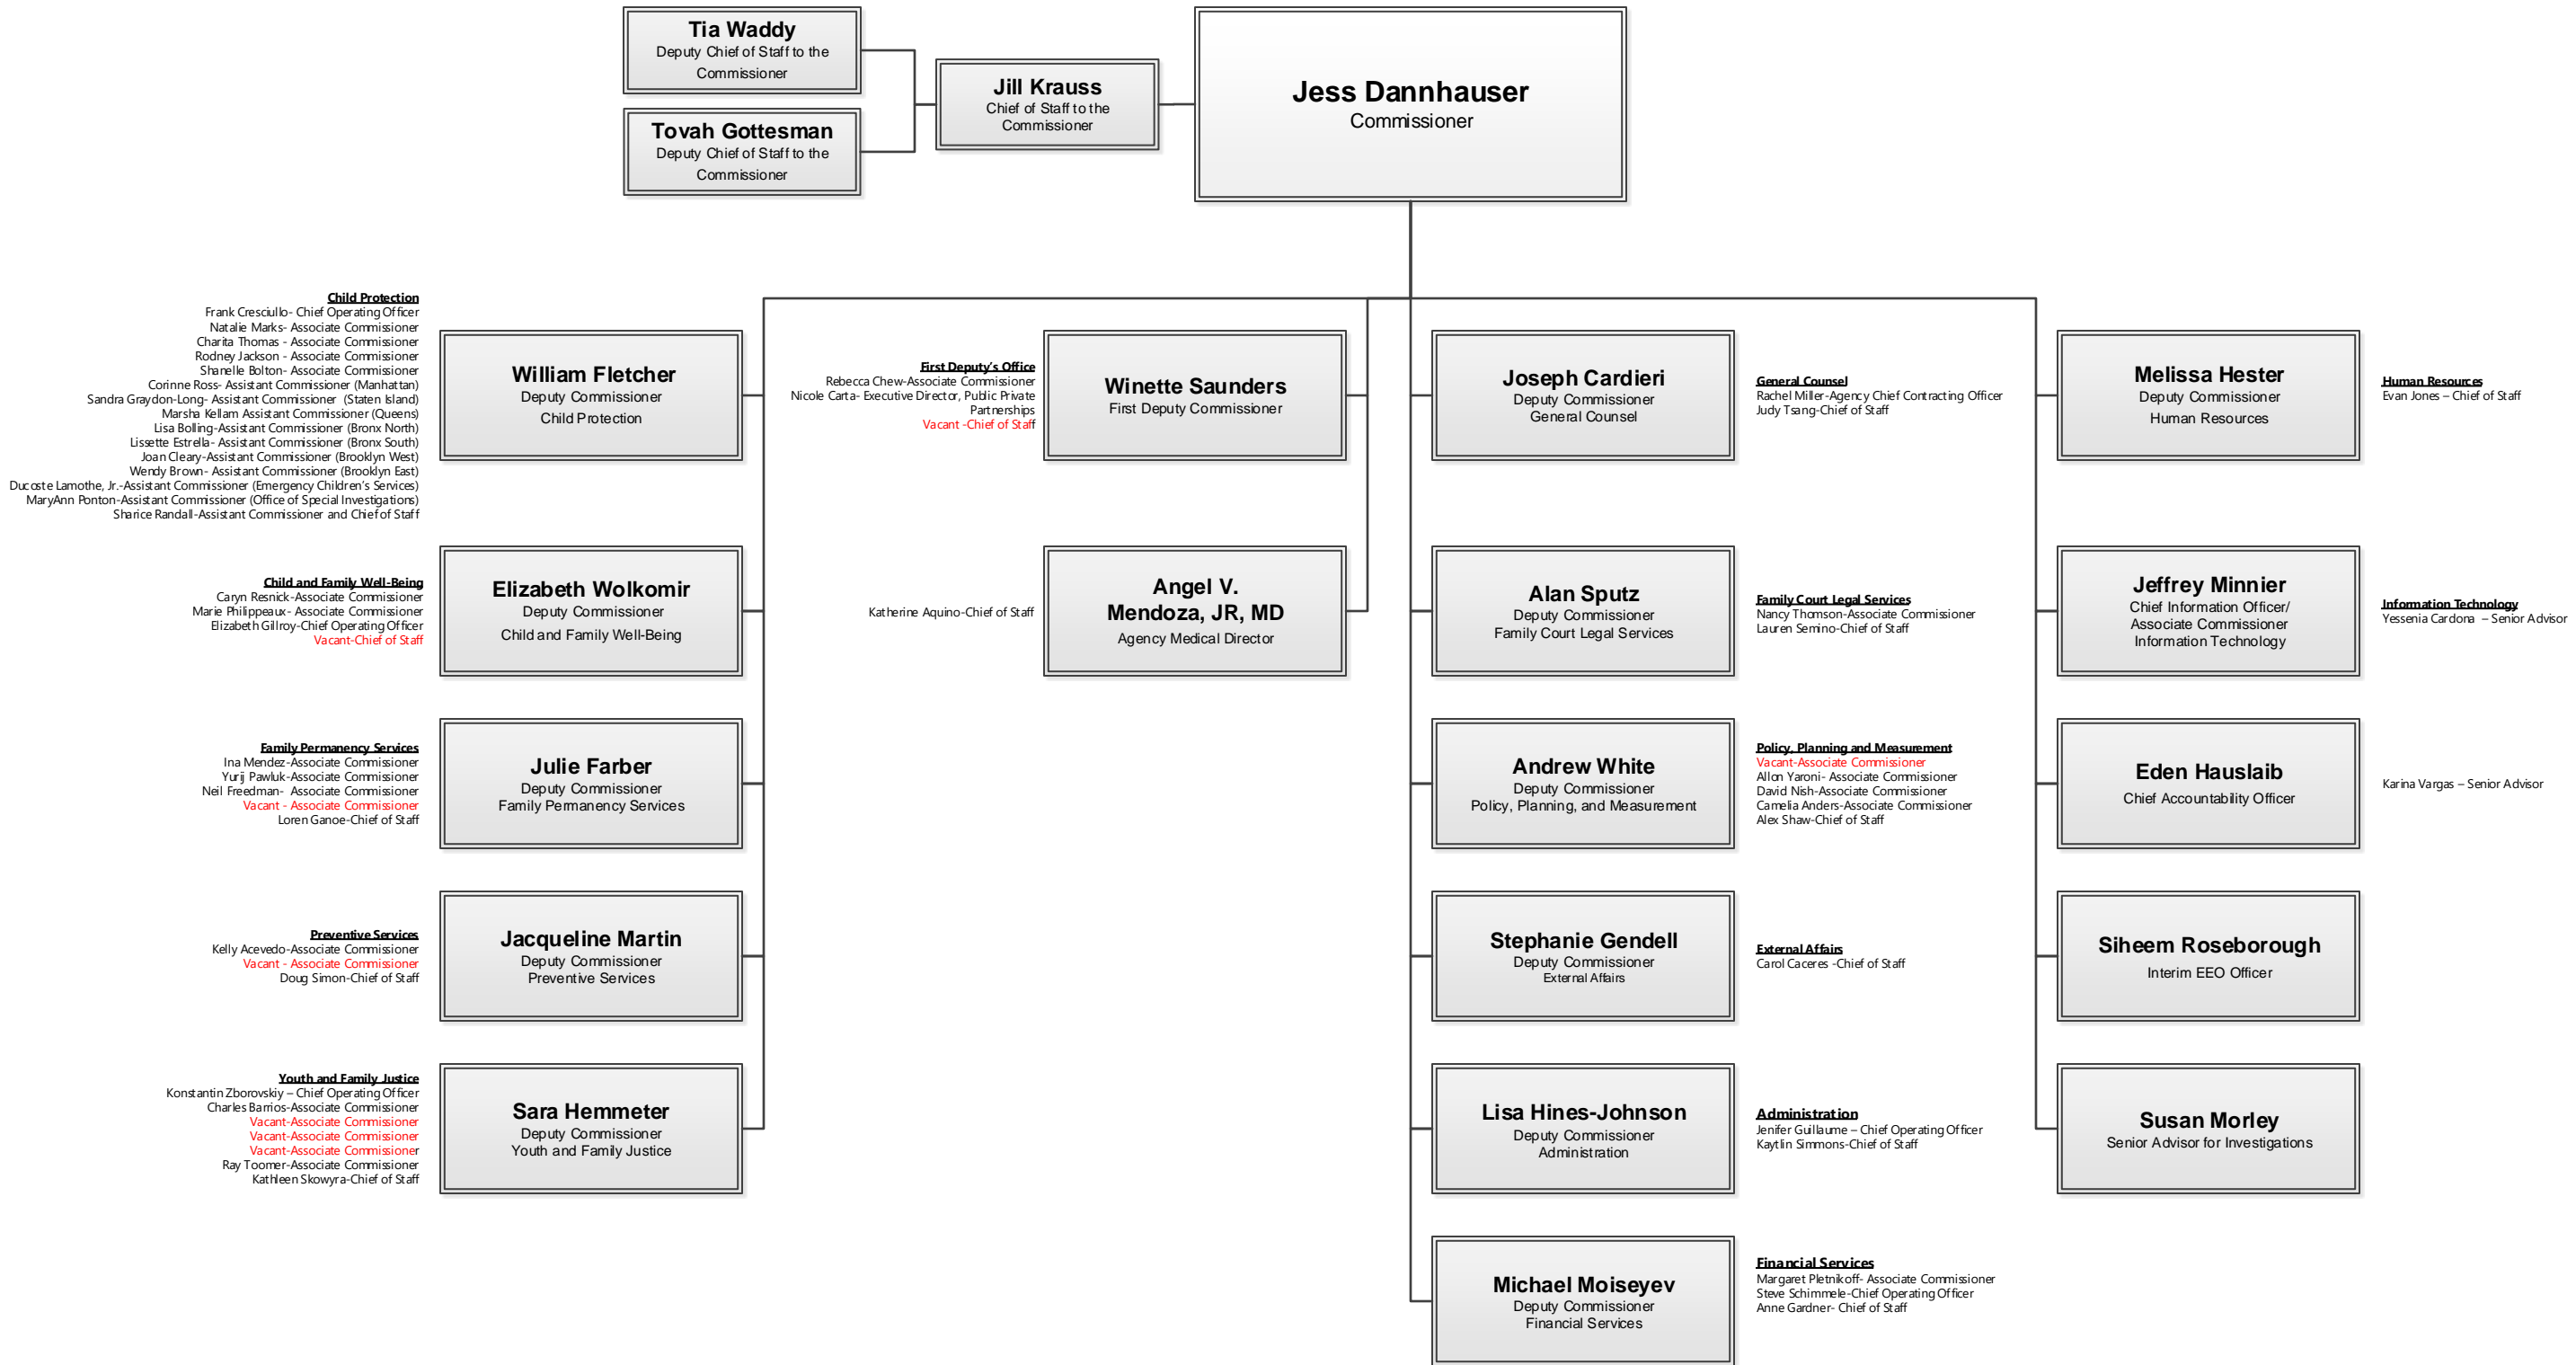 Tia Waddy
Deputy Chief of Staff to the
Commissioner
Tovah Gottesman
Deputy Chief of Staff to the
Commissioner
Jill Krauss
Chief of Staff to the
Commissioner
Jess Dannhauser
Commissioner
Child Protection
Frank Cresciullo- Chief Operating Officer
Natalie Marks- Associate Commissioner
Charita Thomas - Associate Commissioner
Rodney Jackson - Associate Commissioner
Shanelle Bolton- Associate Commissioner
Corinne Ross- Assistant Commissioner (Manhattan)
Sandra Graydon-Long- Assistant Commissioner (Staten Island)
Marsha Kellam Assistant Commissioner (Queens)
Lisa Bolling-Assistant Commissioner (Bronx North)
Lissette Estrella- Assistant Commissioner (Bronx South)
Joan Cleary-Assistant Commissioner (Brooklyn West)
Wendy Brown- Assistant Commissioner (Brooklyn East)
Ducoste Lamothe, Jr.-Assistant Commissioner (Emergency Children's Services)
MaryAnn Ponton-Assistant Commissioner (Office of Special Investigations)
Sharice Randall-Assistant Commissioner and Chief of Staff
William Fletcher
Deputy Commissioner
Child Protection
First Deputy's Office
Rebecca Chew-Associate Commissioner
Nicole Carta- Executive Director, Public Private
Partnerships
Vacant -Chief of Staff
Winette Saunders
First Deputy Commissioner
Joseph Cardieri
Deputy Commissioner
General Counsel
General Counsel
Rachel Miller-Agency Chief Contracting Officer
Judy Tsang-Chief of Staff
Melissa Hester
Deputy Commissioner
Human Resources
Human Resources
Evan Jones – Chief of Staff
Child and Family Well-Being
Caryn Resnick-Associate Commissioner
Marie Philippeaux- Associate Commissioner
Elizabeth Gillroy-Chief Operating Officer
Vacant-Chief of Staff
Elizabeth Wolkomir
Deputy Commissioner
Child and Family Well-Being
Katherine Aquino-Chief of Staff
Angel V.
Mendoza, JR, MD
Agency Medical Director
Alan Sputz
Deputy Commissioner
Family Court Legal Services
Family Court Legal Services
Nancy Thomson-Associate Commissioner
Lauren Semino-Chief of Staff
Jeffrey Minnier
Chief Information Officer/
Associate Commissioner
Information Technology
Information Technology
Yessenia Cardona – Senior Advisor
Family Permanency Services
Ina Mendez-Associate Commissioner
Yurij Pawluk-Associate Commissioner
Neil Freedman- Associate Commissioner
Vacant - Associate Commissioner
Loren Ganoe-Chief of Staff
Julie Farber
Deputy Commissioner
Family Permanency Services
Andrew White
Deputy Commissioner
Policy, Planning, and Measurement
Policy, Planning and Measurement
Vacant-Associate Commissioner
Allon Yaroni- Associate Commissioner
David Nish-Associate Commissioner
Camelia Anders-Associate Commissioner
Alex Shaw-Chief of Staff
Eden Hauslaib
Chief Accountability Officer
Karina Vargas – Senior Advisor
Preventive Services
Kelly Acevedo-Associate Commissioner
Vacant - Associate Commissioner
Doug Simon-Chief of Staff
Jacqueline Martin
Deputy Commissioner
Preventive Services
Stephanie Gendell
Deputy Commissioner
External Affairs
External Affairs
Carol Caceres -Chief of Staff
Siheem Roseborough
Interim EEO Officer
Youth and Family Justice
Konstantin Zborovskiy – Chief Operating Officer
Charles Barrios-Associate Commissioner
Vacant-Associate Commissioner
Vacant-Associate Commissioner
Vacant-Associate Commissioner
Ray Toomer-Associate Commissioner
Kathleen Skowyra-Chief of Staff
Sara Hemmeter
Deputy Commissioner
Youth and Family Justice
Lisa Hines-Johnson
Deputy Commissioner
Administration
Administration
Jenifer Guillaume – Chief Operating Officer
Kaytlin Simmons-Chief of Staff
Susan Morley
Senior Advisor for Investigations
Michael Moiseyev
Deputy Commissioner
Financial Services
Financial Services
Margaret Pletnikoff- Associate Commissioner
Steve Schimmele-Chief Operating Officer
Anne Gardner- Chief of Staff